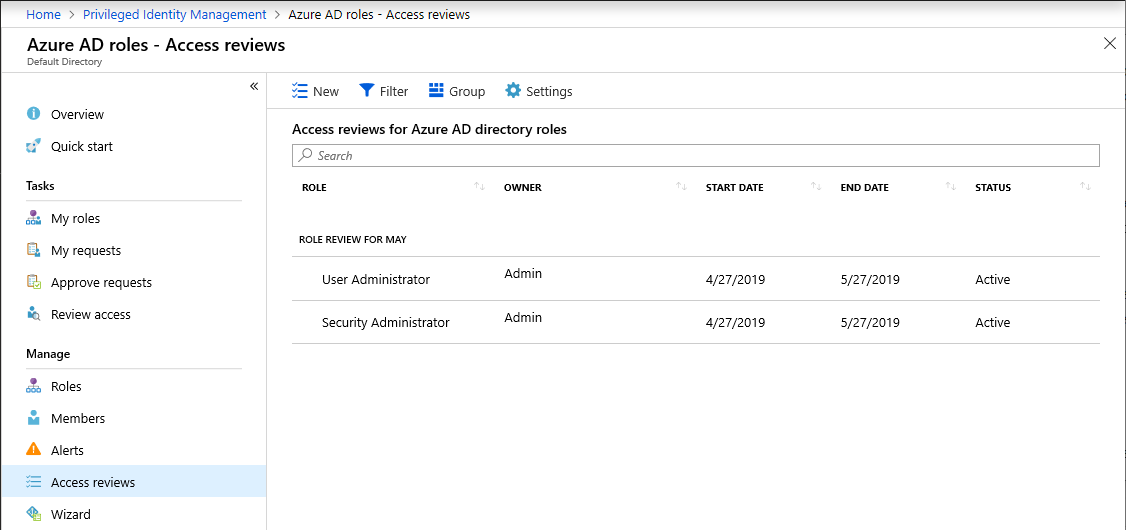 Home > Privileged Identity Management > Azure AD roles - Access reviews
Azure AD roles - Access reviews
Default Directory
Overview
Quick start
Tasks
My roles
My requests
Approve requests
Review access
Manage
Roles
Members
Alerts
Access reviews
Wizard
New Filter Group Settings
Access reviews for Azure AD directory roles
Search
ROLE OWNER START DATE END DATE STATUS
ROLE REVIEW FOR MAY
User Administrator Admin 4/27/2019 5/27/2019 Active
Security Administrator Admin 4/27/2019 5/27/2019 Active